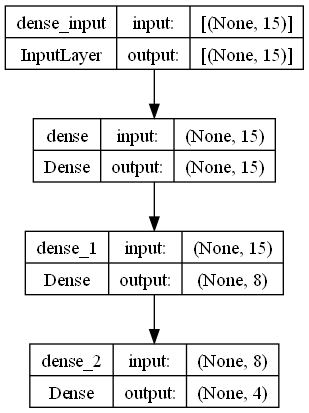 dense_input input: [(None, 15)]
InputLayer output: [(None, 15)]
dense input: (None, 15)
Dense output: (None, 15)
dense_1 input: (None, 15)
Dense output: (None, 8)
dense_2 input: (None, 8)
Dense output: (None, 4)